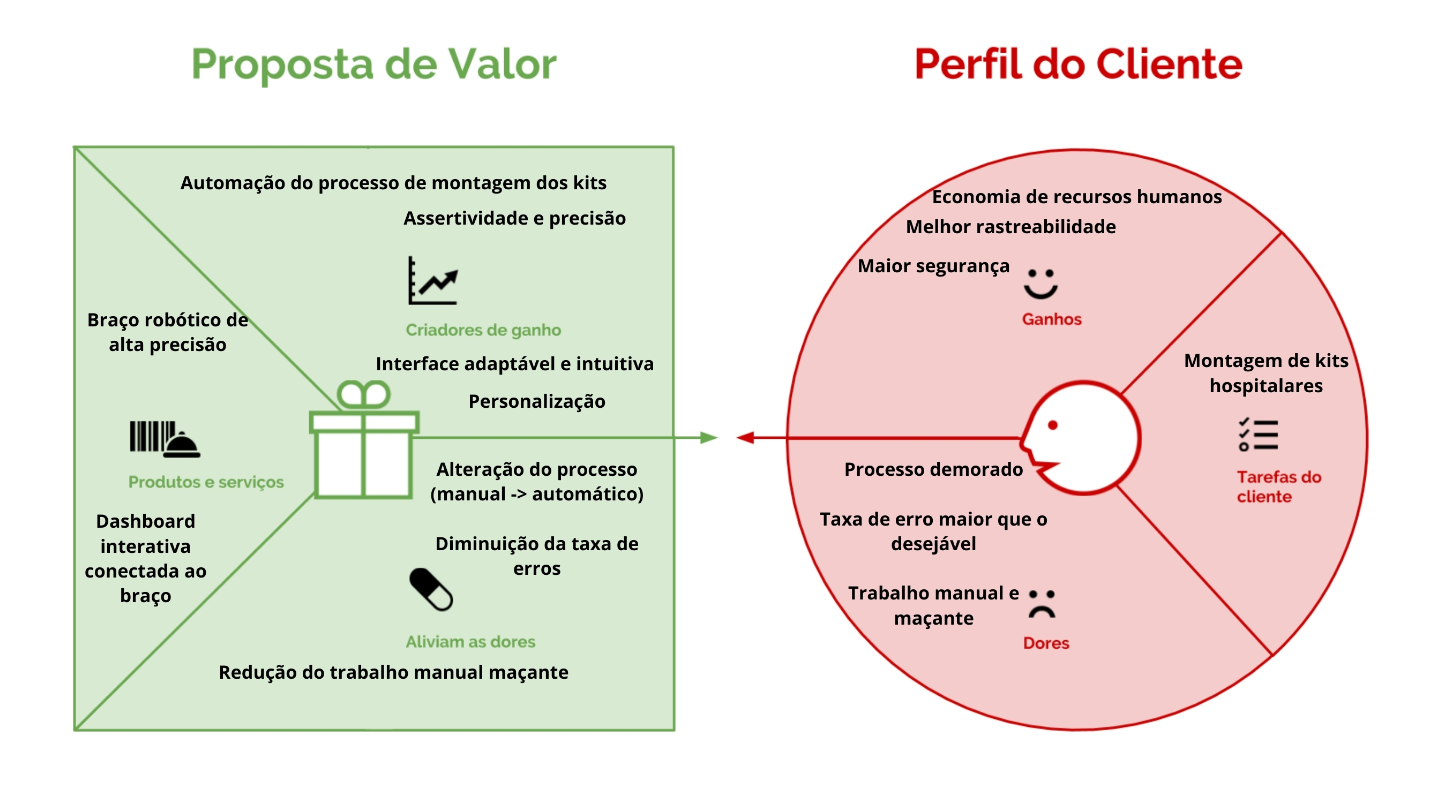 Proposta de Valor
Automação do processo de montagem dos kits
Assertividade e precisão
Criadores de ganho
Interface adaptável e intuitiva
Personalização
Braço robótico de
alta precisão
Produtos e serviços
Dashboard
interativa
conectada ao
braço
Alteração do processo
(manual -> automático)
Diminuição da taxa de
erros
Aliviam as dores
Redução do trabalho manual maçante
Perfil do Cliente
Economia de recursos humanos
Melhor rastreabilidade
Maior segurança
Ganhos
Montagem de kits
hospitalares
Tarefas do
cliente
Processo demorado
Taxa de erro maior que o
desejável
Trabalho manual e
maçante
Dores